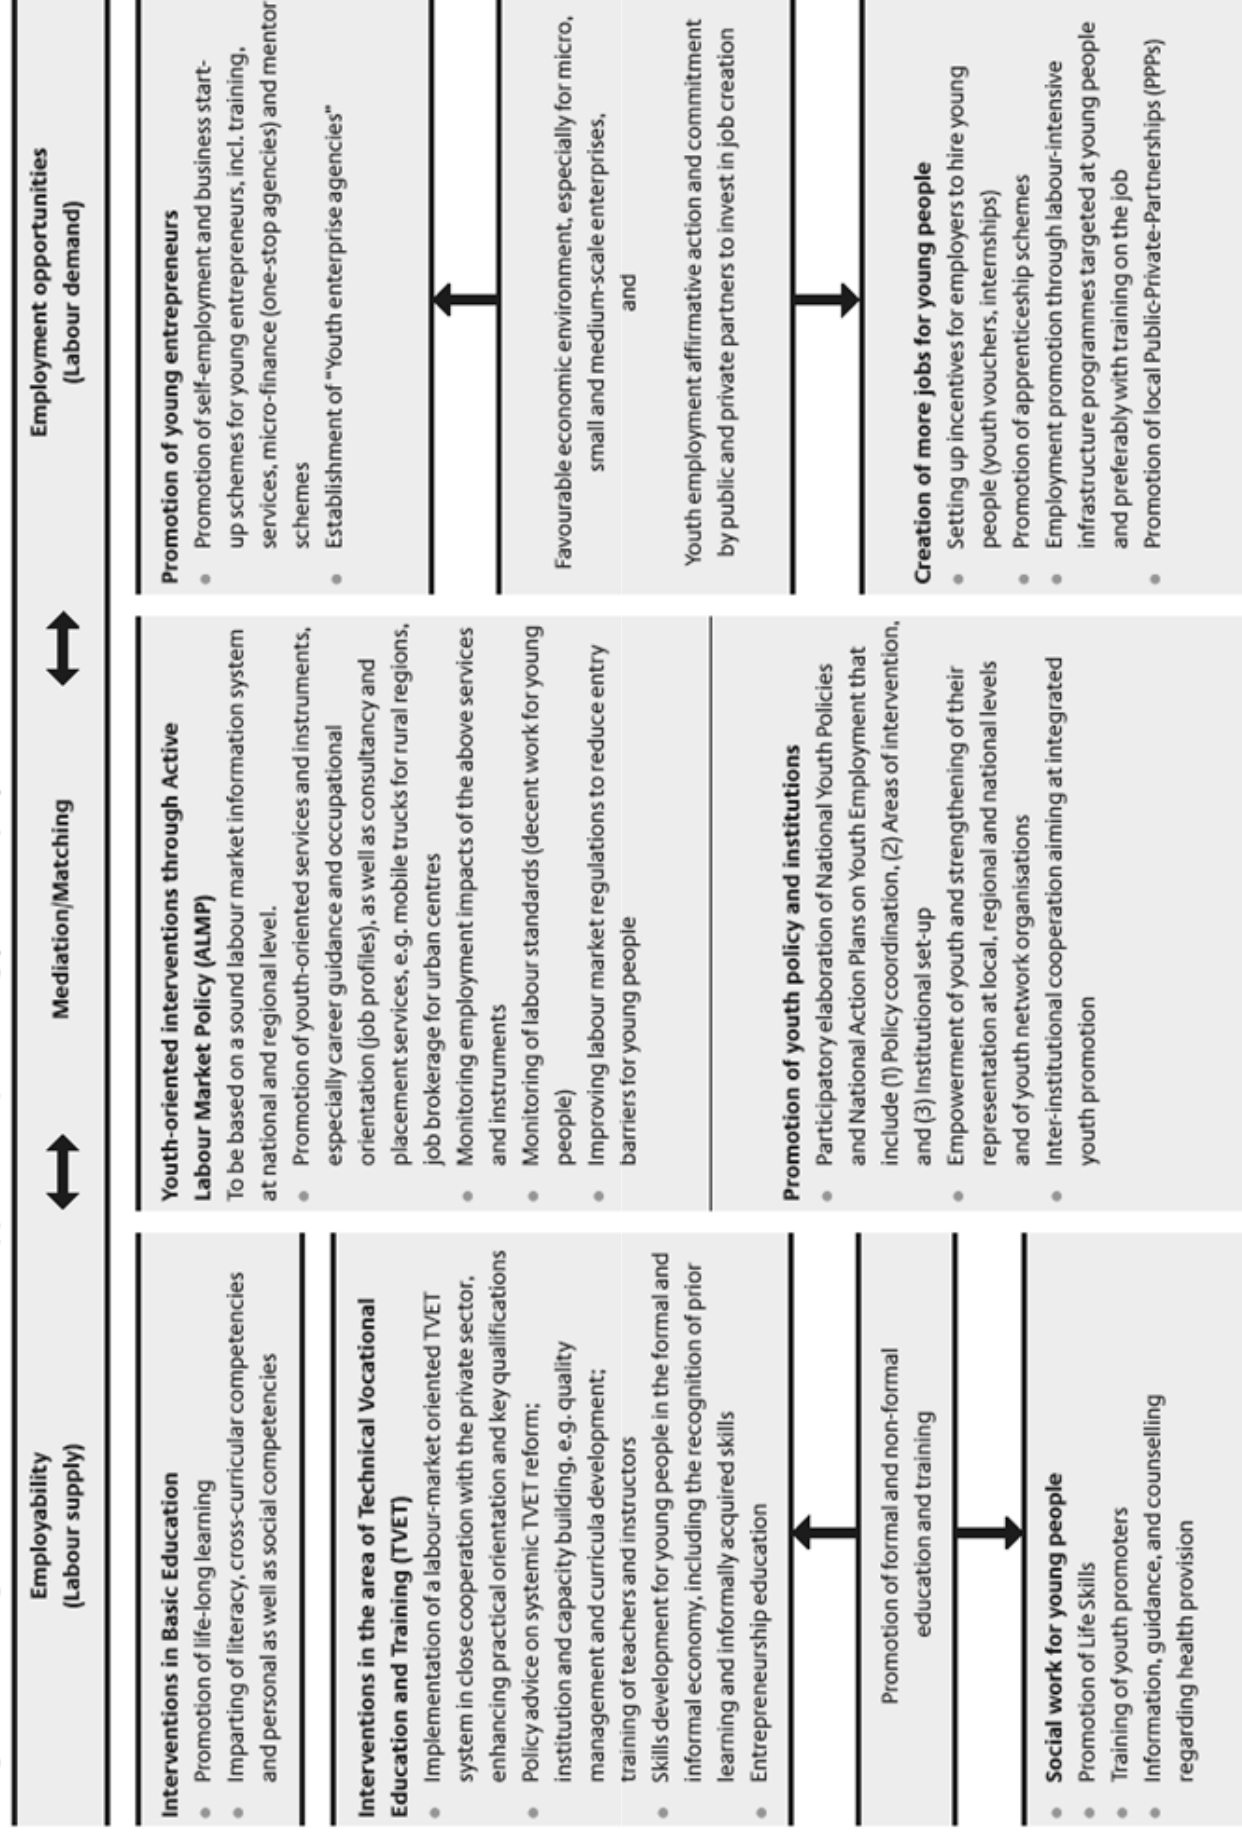 Employability
(Labour supply)
Mediation/Matching
Employment opportunities
(Labour demand)
Interventions in Basic Education
Promotion of life-long learning
Imparting of literacy, cross-curricular competencies
and personal as well as social competencies
Interventions in the area of Technical Vocational
Education and Training (TVET)
Implementation of a labour-market oriented TVET
system in close cooperation with the private sector,
enhancing practical orientation and key qualifications
Policy advice on systemic TVET reform;
institution and capacity building, e.g. quality
management and curricula development;
training of teachers and instructors
Skills development for young people in the formal and
informal economy, including the recognition of prior
learning and informally acquired skills
Entrepreneurship education
Promotion of formal and non-formal
education and training
Social work for young people
Promotion of Life Skills
Training of youth promoters
Information, guidance, and counselling
regarding health provision
Youth-oriented interventions through Active
Labour Market Policy (ALMP)
To be based on a sound labour market information system
at national and regional level.
Promotion of youth-oriented services and instruments,
especially career guidance and occupational
orientation (job profiles), as well as consultancy and
placement services, e.g. mobile trucks for rural regions,
job brokerage for urban centres
Monitoring employment impacts of the above services
and instruments
Monitoring of labour standards (decent work for young
people)
Improving labour market regulations to reduce entry
barriers for young people
Promotion of youth policy and institutions
Participatory elaboration of National Youth Policies
and National Action Plans on Youth Employment that
include (1) Policy coordination, (2) Areas of intervention,
and (3) Institutional set-up
Empowerment of youth and strengthening of their
representation at local, regional and national levels
and of youth network organisations
Inter-institutional cooperation aiming at integrated
youth promotion
Promotion of young entrepreneurs
Promotion of self-employment and business start-
up schemes for young entrepreneurs, incl. training,
services, micro-finance (one-stop agencies) and mentor
schemes
Establishment of "Youth enterprise agencies"
Favourable economic environment, especially for micro,
small and medium-scale enterprises,
and
Youth employment affirmative action and commitment
by public and private partners to invest in job creation
Creation of more jobs for young people
Setting up incentives for employers to hire young
people (youth vouchers, internships)
Promotion of apprenticeship schemes
Employment promotion through labour-intensive
infrastructure programmes targeted at young people
and preferably with training on the job
Promotion of local Public-Private-Partnerships (PPPs)